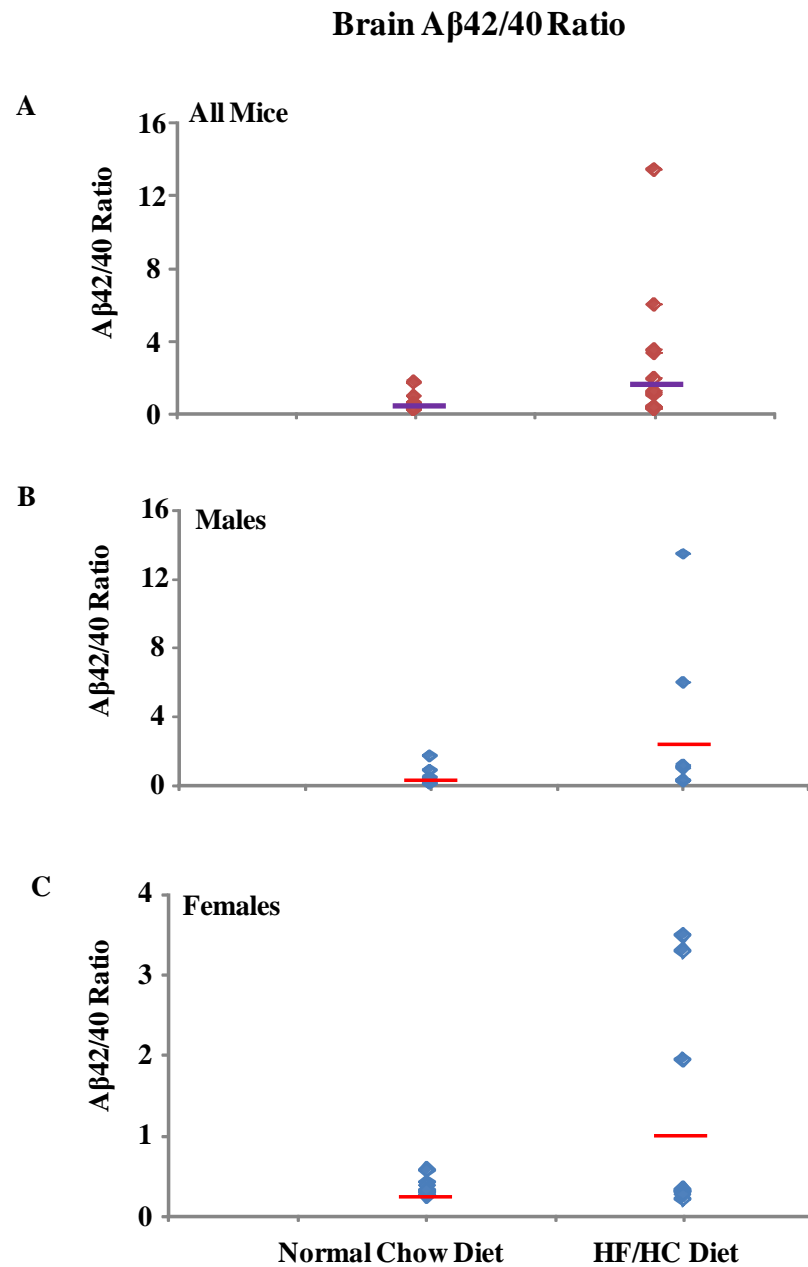 Brain Aβ42/40 Ratio
A
All Mice
Aβ42/40 Ratio
16
12
8
4
0
B
Males
Aβ42/40 Ratio
16
12
8
4
0
C
Females
Aβ42/40 Ratio
4
3
2
1
0
Normal Chow Diet
HF/HC Diet